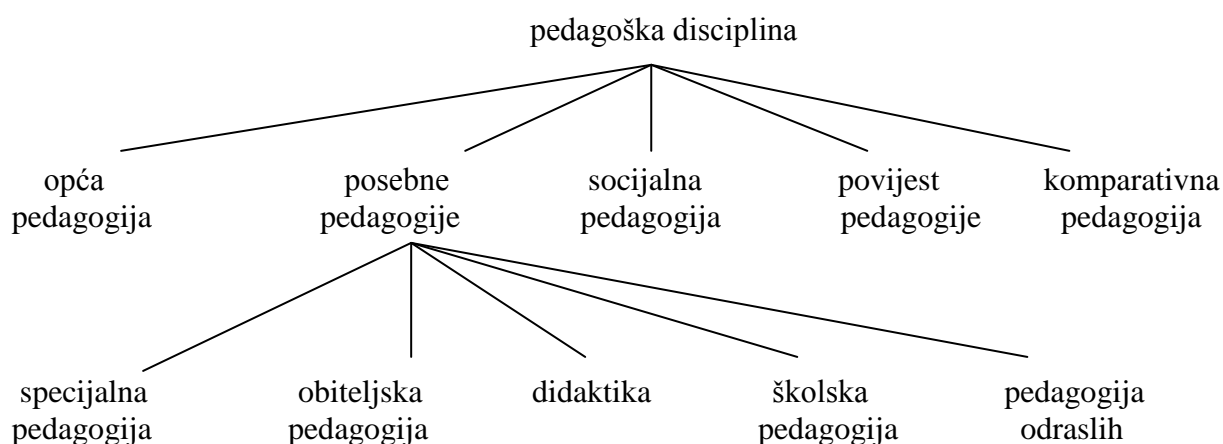 pedagoška disciplina
opća posebne socijalna povijest komparativna
pedagogija pedagogije pedagogija pedagogije pedagogija
specijalna obiteljska didaktika školska pedagogija
pedagogija pedagogija pedagogija odraslih